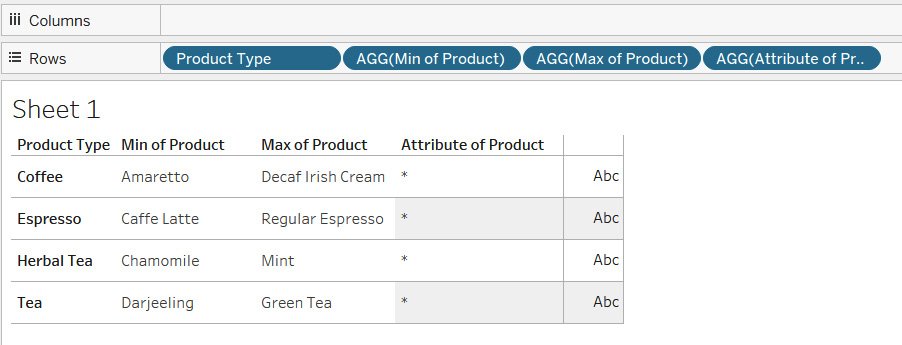 Columns
Rows Product Type AGG(Min of Product) AGG(Max of Product) AGG(Attribute of Pr..
Sheet 1
Product Type Min of Product Max of Product Attribute of Product
Coffee Amaretto Decaf Irish Cream * Abc
Espresso Caffe Latte Regular Espresso * Abc
Herbal Tea Chamomile Mint * Abc
Tea Darjeeling Green Tea * Abc